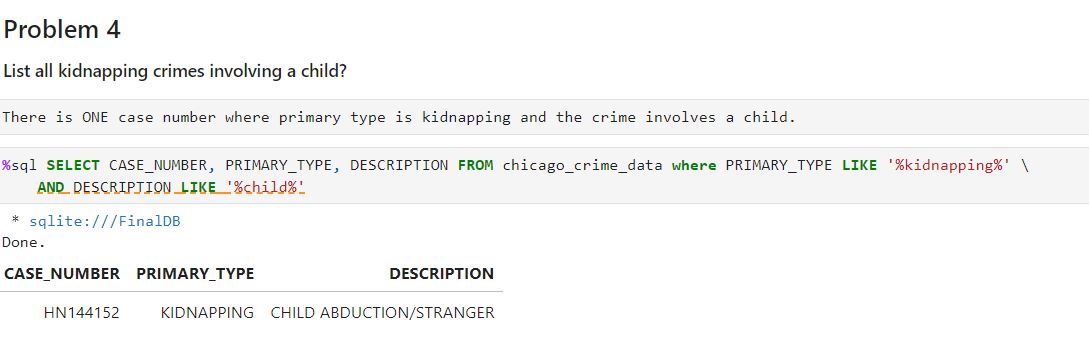 Problem 4
List all kidnapping crimes involving a child?
There is ONE case number where primary type is kidnapping and the crime involves a child.
%sql SELECT CASE_NUMBER, PRIMARY_TYPE, DESCRIPTION FROM chicago_crime_data where PRIMARY_TYPE LIKE '%kidnapping%' \
AND DESCRIPTION LIKE '%child%'
* sqlite:///FinalDB
Done.
CASE_NUMBER PRIMARY_TYPE DESCRIPTION
HN144152 KIDNAPPING CHILD ABDUCTION/STRANGER